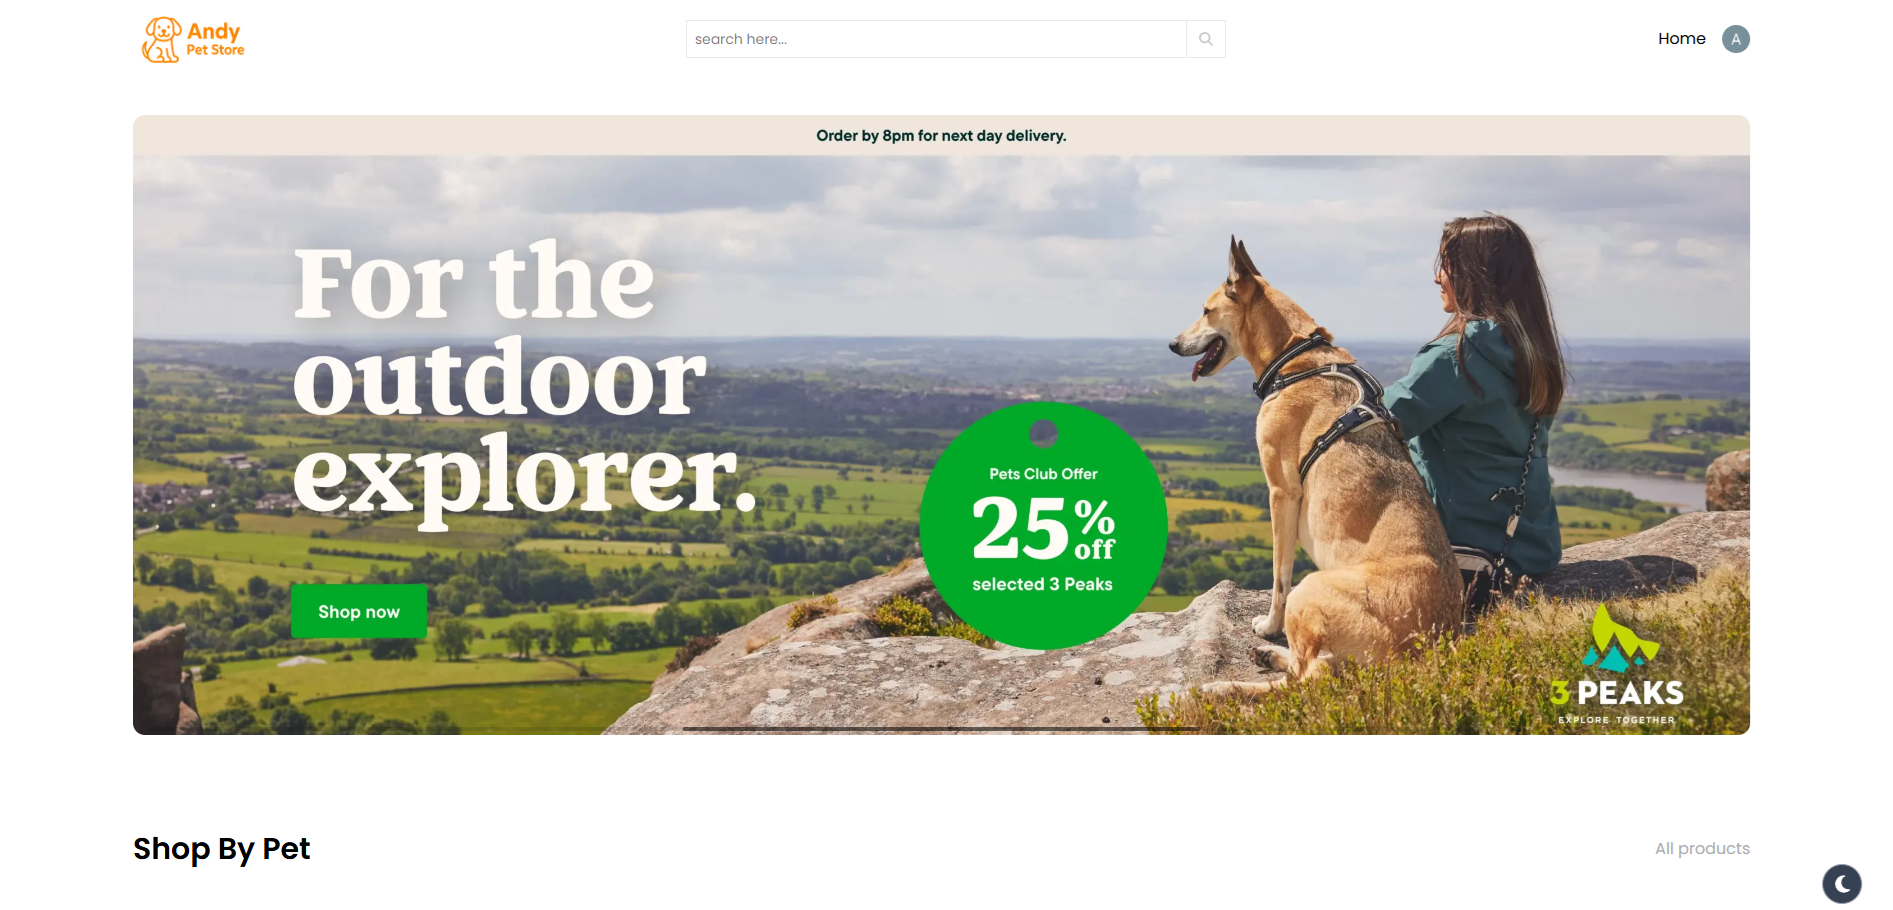 Andy
Pet Store
search here...
Home
A
Order by 8pm for next day delivery.
For the
outdoor
explorer.
Pets Club Offer
25%
off
selected 3 Peaks
Shop now
3 PEAKS
EXPLORE TOGETHER
Shop By Pet
All products